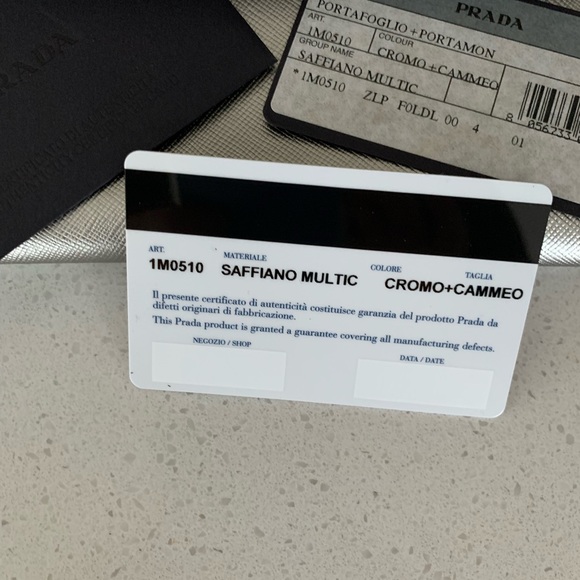 PRADA
PRADA
PORTAFOGLIO+PORTAMON
ART.
COLOUR
1M0510
CROMO+CAMMEO
GROUP NAME
SAFFIANO MULTIC
*1M0510 ZLP F0LDL 00 4 01
ART.
MATERIALE
COLORE
TAGLIA
1M0510
SAFFIANO MULTIC
CROMO+CAMMEO
Il presente certificato di autenticità costituisce garanzia del prodotto Prada da
difetti originari di fabbricazione.
This Prada product is granted a guarantee covering all manufacturing defects.
NEGOZIO / SHOP
DATA / DATE